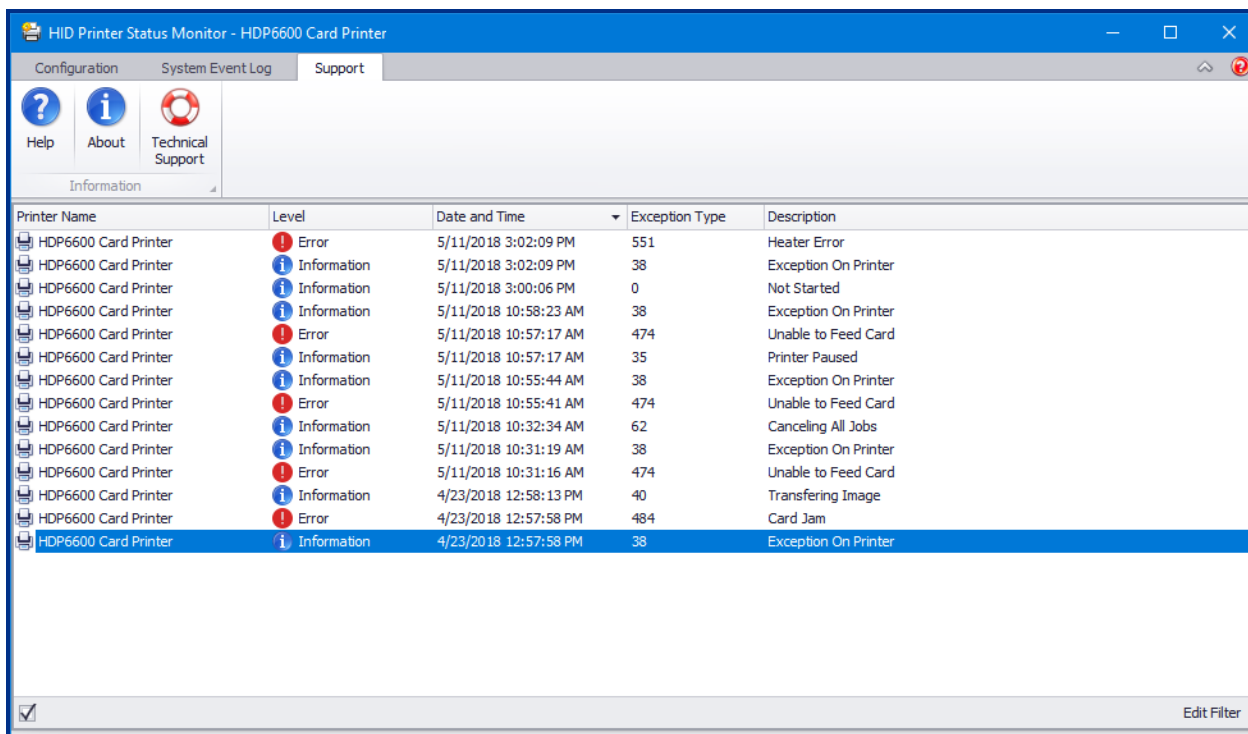 HID Printer Status Monitor - HDP6600 Card Printer
Configuration System Event Log Support
Help About Technical Support
Information
Printer Name Level Date and Time Exception Type Description
HDP6600 Card Printer Error 5/11/2018 3:02:09 PM 551 Heater Error
HDP6600 Card Printer Information 5/11/2018 3:02:09 PM 38 Exception On Printer
HDP6600 Card Printer Information 5/11/2018 3:00:06 PM 0 Not Started
HDP6600 Card Printer Information 5/11/2018 10:58:23 AM 38 Exception On Printer
HDP6600 Card Printer Error 5/11/2018 10:57:17 AM 474 Unable to Feed Card
HDP6600 Card Printer Information 5/11/2018 10:57:17 AM 35 Printer Paused
HDP6600 Card Printer Information 5/11/2018 10:55:44 AM 38 Exception On Printer
HDP6600 Card Printer Error 5/11/2018 10:55:41 AM 474 Unable to Feed Card
HDP6600 Card Printer Information 5/11/2018 10:32:34 AM 62 Canceling All Jobs
HDP6600 Card Printer Information 5/11/2018 10:31:19 AM 38 Exception On Printer
HDP6600 Card Printer Error 5/11/2018 10:31:16 AM 474 Unable to Feed Card
HDP6600 Card Printer Information 4/23/2018 12:58:13 PM 40 Transfering Image
HDP6600 Card Printer Error 4/23/2018 12:57:58 PM 484 Card Jam
HDP6600 Card Printer Information 4/23/2018 12:57:58 PM 38 Exception On Printer
Edit Filter